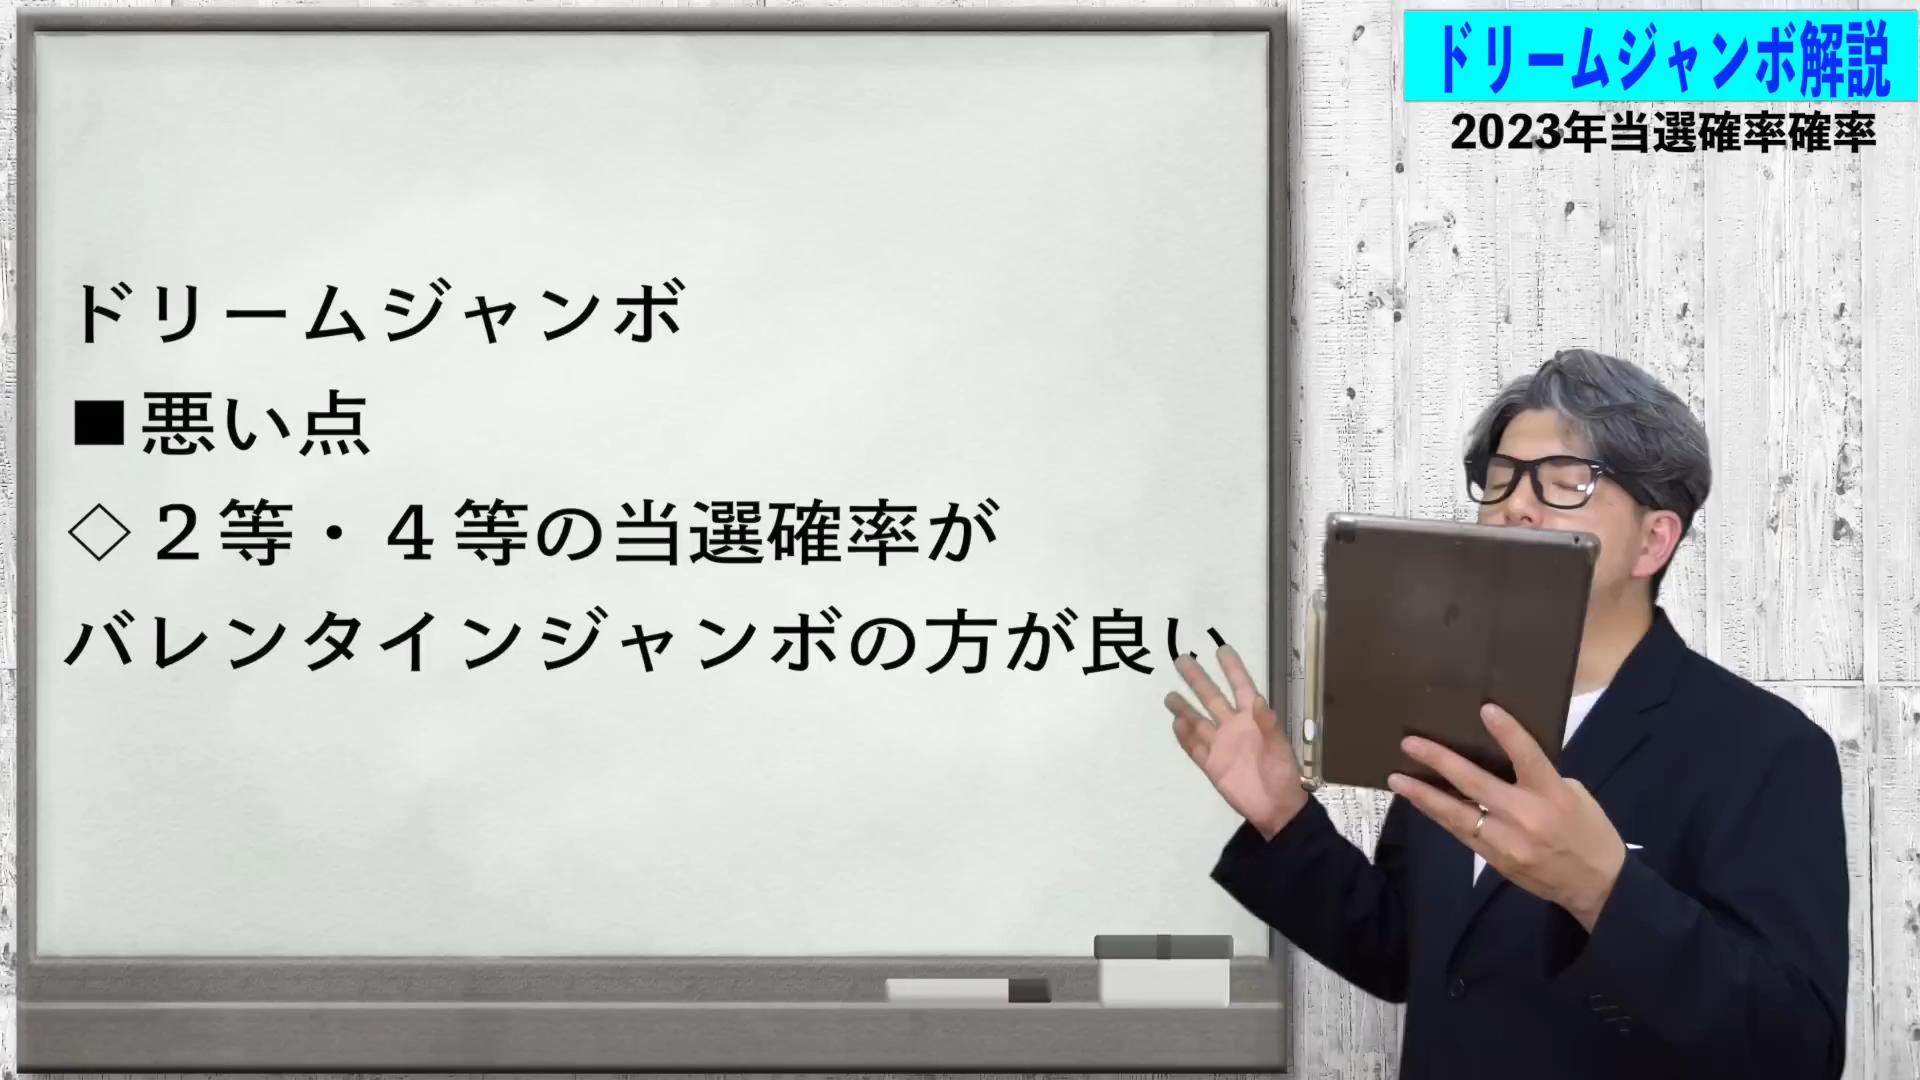 ドリームジャンボ解説
2023年当選確率確率
ドリームジャンボ
■悪い点
◇２等・４等の当選確率が
バレンタインジャンボの方が良い